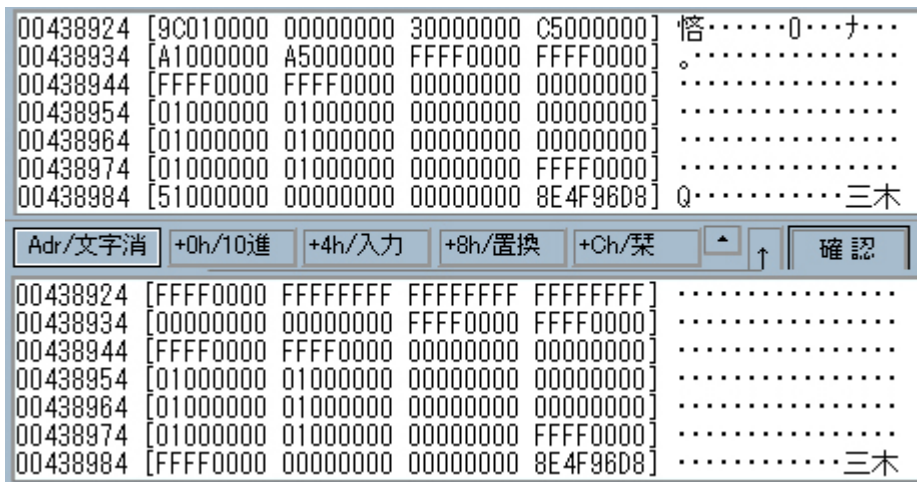 00438924 [9C010000 00000000 30000000 C5000000] 愘······0···ﾅ···
00438934 [A1000000 A5000000 FFFF0000 FFFF0000] ｡···············
00438944 [FFFF0000 FFFF0000 00000000 00000000] ················
00438954 [01000000 01000000 00000000 00000000] ················
00438964 [01000000 01000000 00000000 00000000] ················
00438974 [01000000 01000000 00000000 FFFF0000] ················
00438984 [51000000 00000000 00000000 8E4F96D8] Q···········三木
Adr/文字消 +0h/10進 +4h/入力 +8h/置換 +Ch/栞 ↑ 確認
00438924 [FFFF0000 FFFFFFFF FFFFFFFF FFFFFFFF] ················
00438934 [00000000 00000000 FFFF0000 FFFF0000] ················
00438944 [FFFF0000 FFFF0000 00000000 00000000] ················
00438954 [01000000 01000000 00000000 00000000] ················
00438964 [01000000 01000000 00000000 00000000] ················
00438974 [01000000 01000000 00000000 FFFF0000] ················
00438984 [FFFF0000 00000000 00000000 8E4F96D8] ············三木